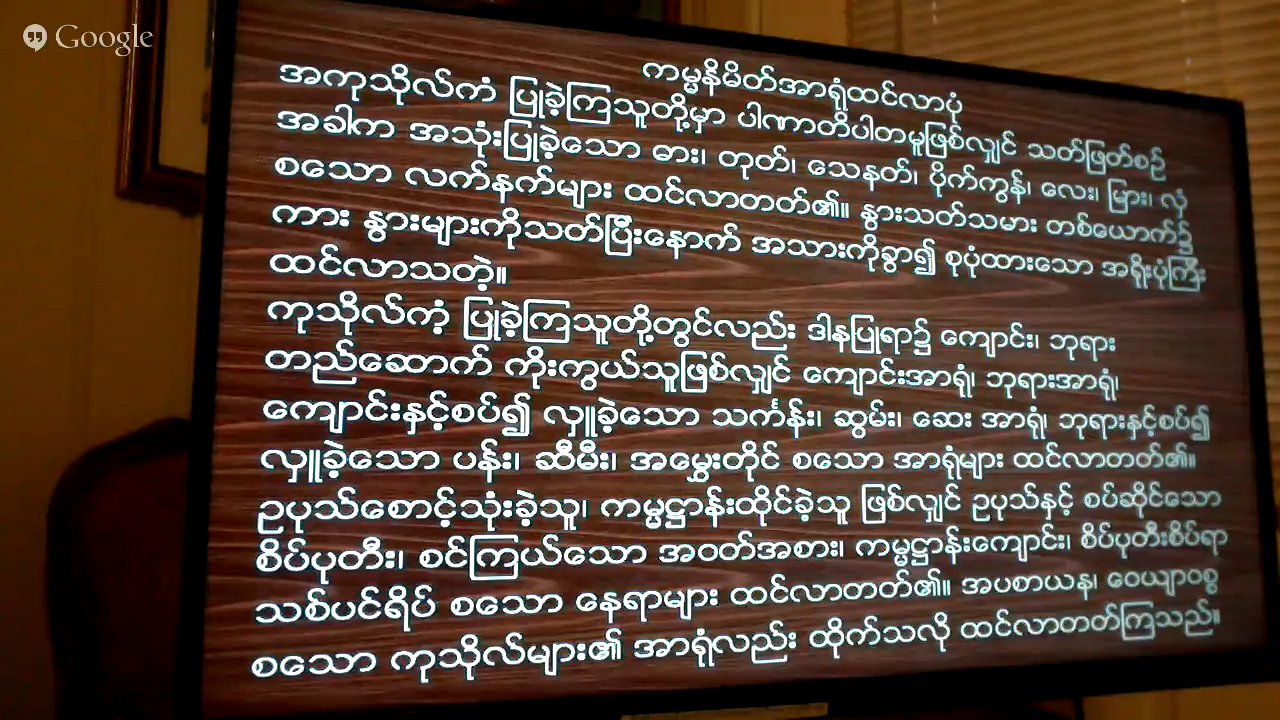 Google
ကမ္မနိမိတ်အာရုံထင်လာပုံ
အကုသိုလ်ကံ ပြုခဲ့ကြသူတို့မှာ ပါဏာတိပါတမှုဖြစ်လျှင် သတ်ဖြတ်စဉ်
အခါက အသုံးပြုခဲ့သော ဓား၊ တုတ်၊ သေနတ်၊ ပိုက်ကွန်၊ လေး၊ မြား၊ လှံ
စသော လက်နက်များ ထင်လာတတ်၏။ နွားသတ်သမား တစ်ယောက်၌
ကား နွားများကိုသတ်ပြီးနောက် အသားကိုခွာ၍ စုပုံထားသော အရိုးပုံကြီး
ထင်လာသတဲ့။
ကုသိုလ်ကံ့ ပြုခဲ့ကြသူတို့တွင်လည်း ဒါနပြုရာ၌ ကျောင်း၊ ဘုရား
တည်ဆောက် ကိုးကွယ်သူဖြစ်လျှင် ကျောင်းအာရုံ၊ ဘုရားအာရုံ၊
ကျောင်းနှင့်စပ်၍ လှူခဲ့သော သင်္ကန်း၊ ဆွမ်း၊ ဆေး အာရုံ၊ ဘုရားနှင့်စပ်၍
လှူခဲ့သော ပန်း၊ ဆီမီး၊ အမွှေးတိုင် စသော အာရုံများ ထင်လာတတ်၏။
ဥပုသ်စောင့်သုံးခဲ့သူ၊ ကမ္မဋ္ဌာန်းထိုင်ခဲ့သူ ဖြစ်လျှင် ဥပုသ်နှင့် စပ်ဆိုင်သော
စိပ်ပုတီး၊ စင်ကြယ်သော အဝတ်အစား၊ ကမ္မဋ္ဌာန်းကျောင်း၊ စိပ်ပုတီးစိပ်ရာ
သစ်ပင်ရိပ် စသော နေရာများ ထင်လာတတ်၏။ အပစာယန၊ ဝေယျာဝစ္စ
စသော ကုသိုလ်များ၏ အာရုံလည်း ထိုက်သလို ထင်လာတတ်ကြသည်။